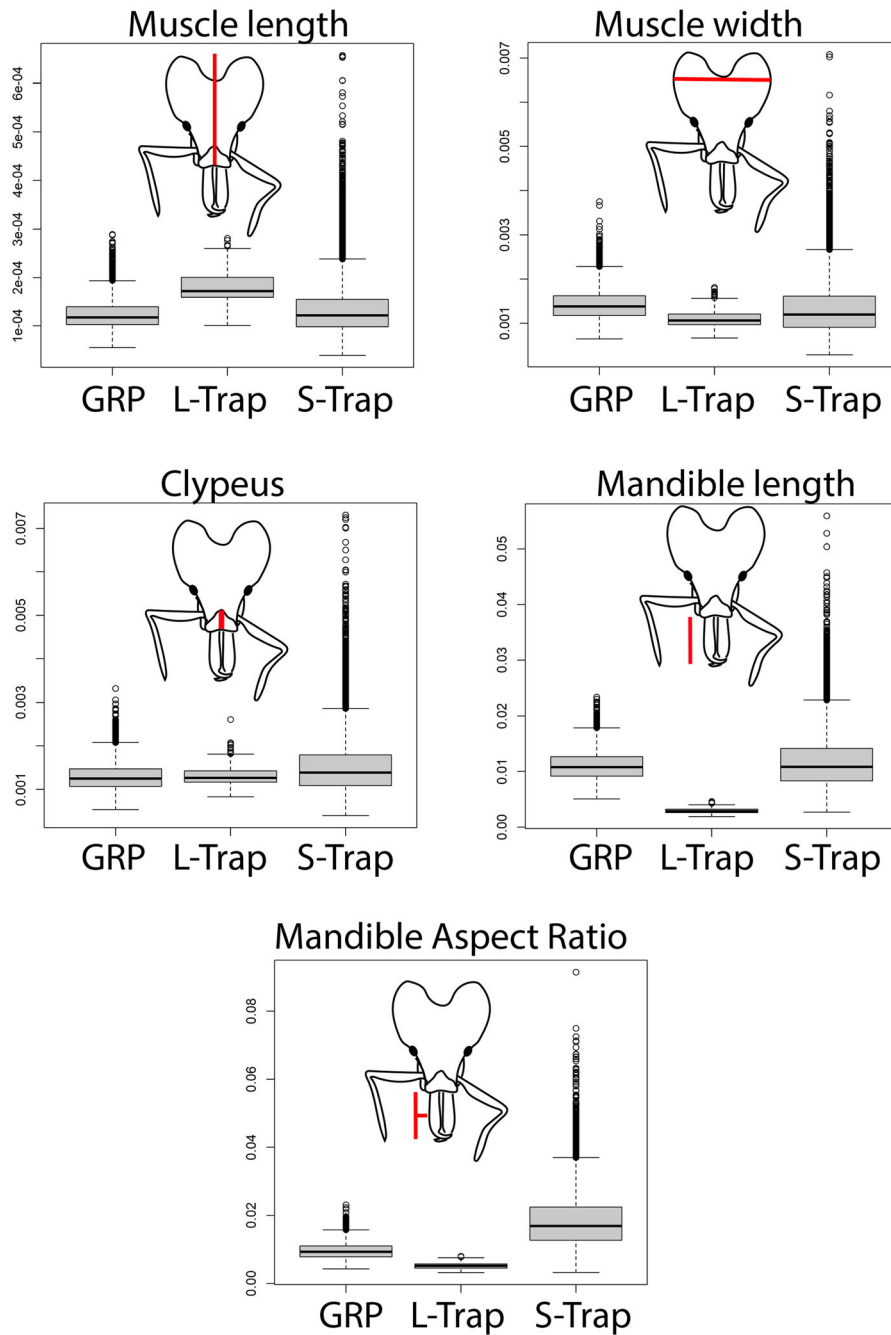 Muscle length
6e-04
5e-04
4e-04
3e-04
2e-04
1e-04
GRP L-Trap S-Trap
Muscle width
0.007
0.005
0.003
0.001
GRP L-Trap S-Trap
Clypeus
0.007
0.005
0.003
0.001
GRP L-Trap S-Trap
Mandible length
0.05
0.04
0.03
0.02
0.01
0.00
GRP L-Trap S-Trap
Mandible Aspect Ratio
0.08
0.06
0.04
0.02
0.00
GRP L-Trap S-Trap